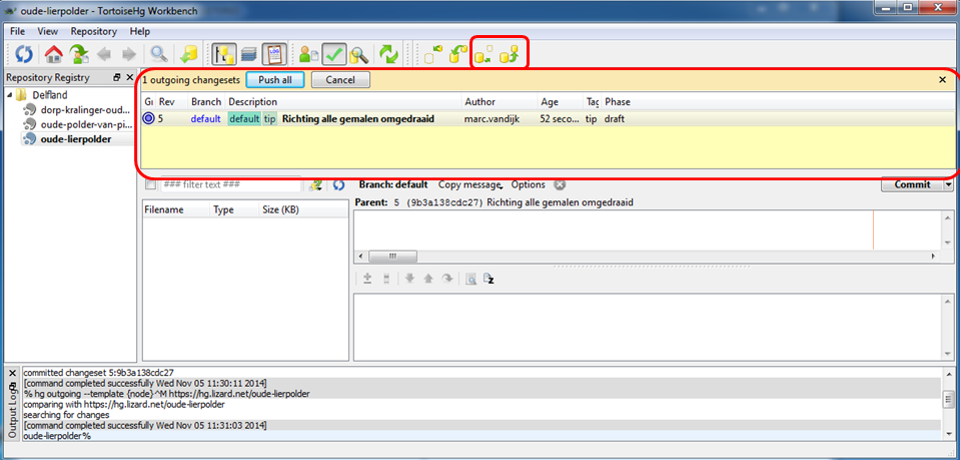 oude-lierpolder - TortoiseHg Workbench
File View Repository Help
LOG
Repository Registry
Delfland
dorp-kralinger-oud...
oude-polder-van-pi...
oude-lierpolder
1 outgoing changesets Push all Cancel
Rev Branch Description Author Age Tag Phase
5 default default tip Richting alle gemalen omgedraaid marc.vandijk 52 seco... tip draft
### filter text ###
Branch: default Copy message Options Commit
Filename Type Size (KB)
Parent: 5 (9b3a138cdc27) Richting alle gemalen omgedraaid
Output Log
committed changeset 5:9b3a138cdc27
[command completed successfully Wed Nov 05 11:30:11 2014]
% hg outgoing --template {node}^M https://hg.lizard.net/oude-lierpolder
comparing with https://hg.lizard.net/oude-lierpolder
searching for changes
[command completed successfully Wed Nov 05 11:31:03 2014]
oude-lierpolder%